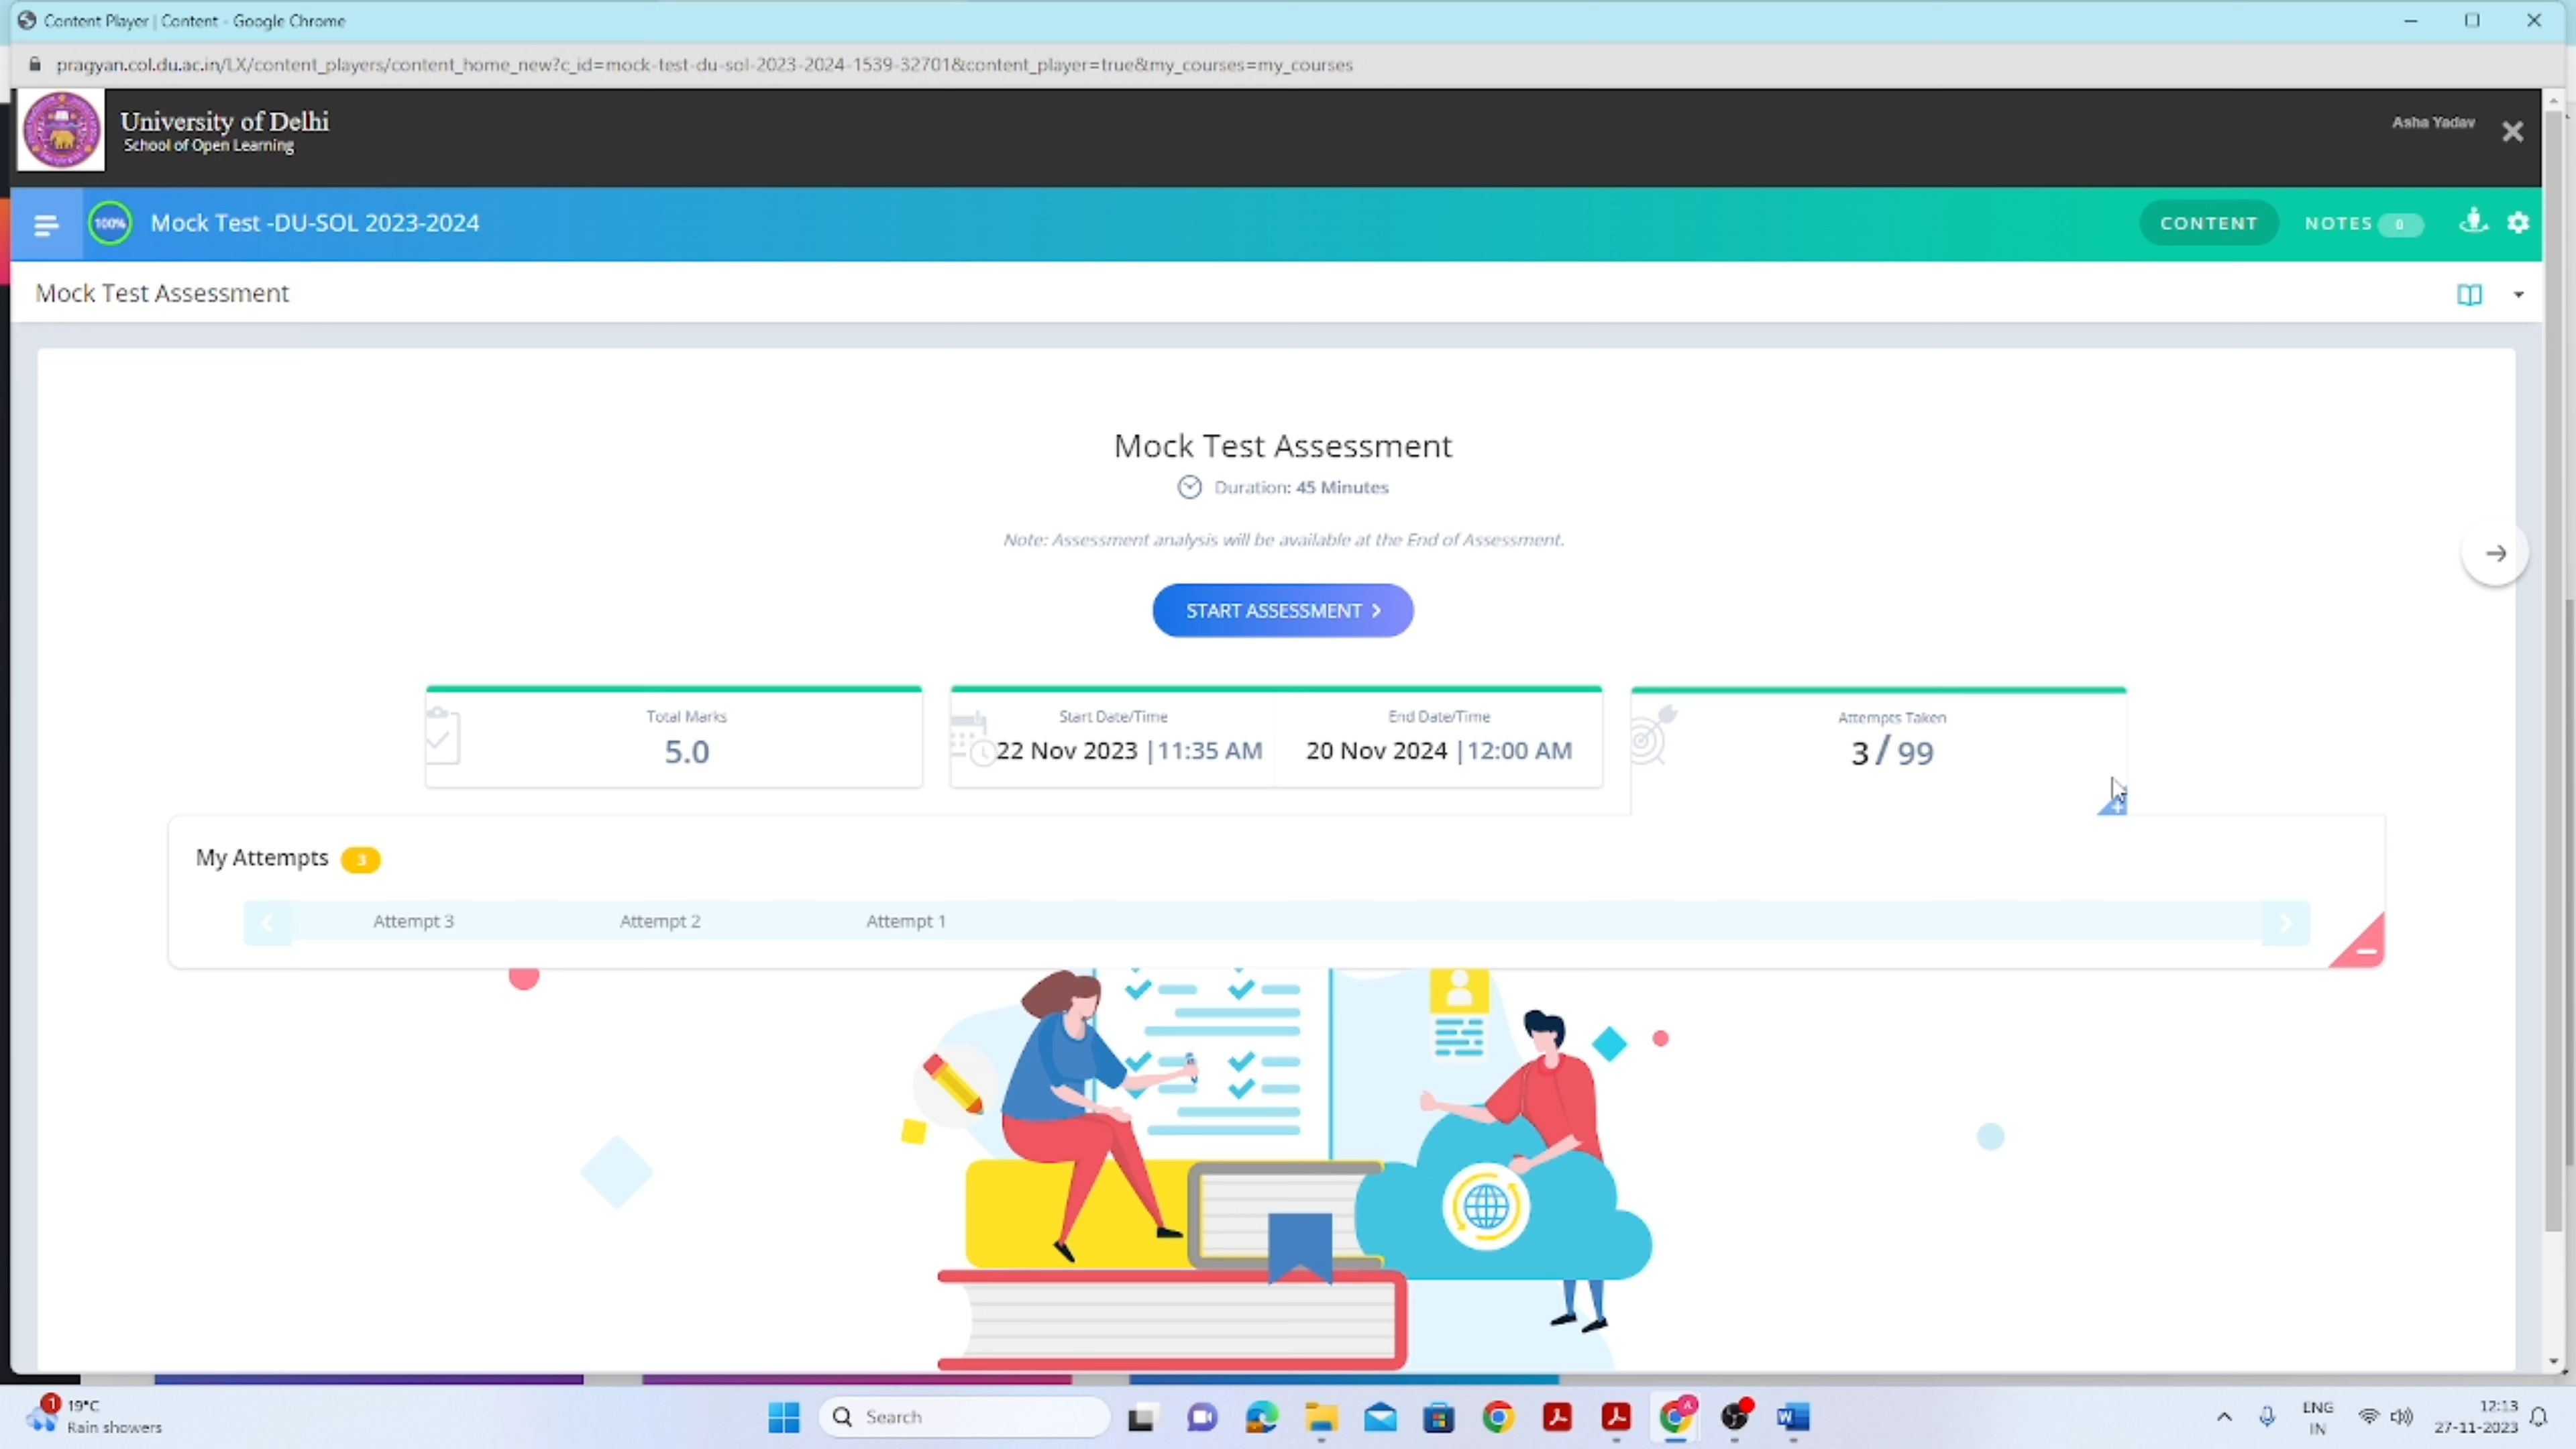 Content Player | Content - Google Chrome
pragyan.col.du.ac.in/LX/content_players/content_home_new?c_id=mock-test-du-sol-2023-2024-1539-32701&content_player=true&my_courses=my_courses
University of Delhi
School of Open Learning
Asha Yadav
100%
Mock Test -DU-SOL 2023-2024
CONTENT
NOTES 0
Mock Test Assessment
Mock Test Assessment
Duration: 45 Minutes
Note: Assessment analysis will be available at the End of Assessment.
START ASSESSMENT >
Total Marks
5.0
Start Date/Time
22 Nov 2023 |11:35 AM
End Date/Time
20 Nov 2024 |12:00 AM
Attempts Taken
3 / 99
My Attempts 3
Attempt 3
Attempt 2
Attempt 1
1
19°C
Rain showers
Search
A
ENG
IN
12:13
27-11-2023